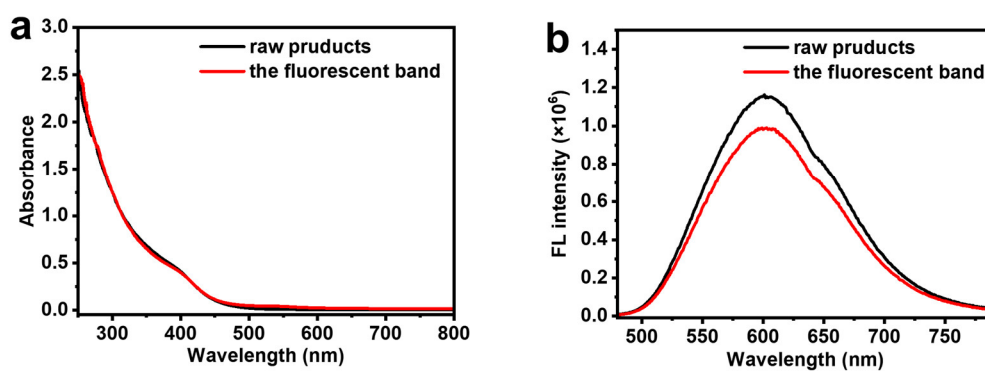 a
raw pruducts
the fluorescent band
3.0
2.5
2.0
1.5
1.0
0.5
0.0
Absorbance
300 400 500 600 700 800
Wavelength (nm)
b
raw pruducts
the fluorescent band
1.4
1.2
1.0
0.8
0.6
0.4
0.2
0.0
FL intensity (×10⁶)
500 550 600 650 700 750
Wavelength (nm)